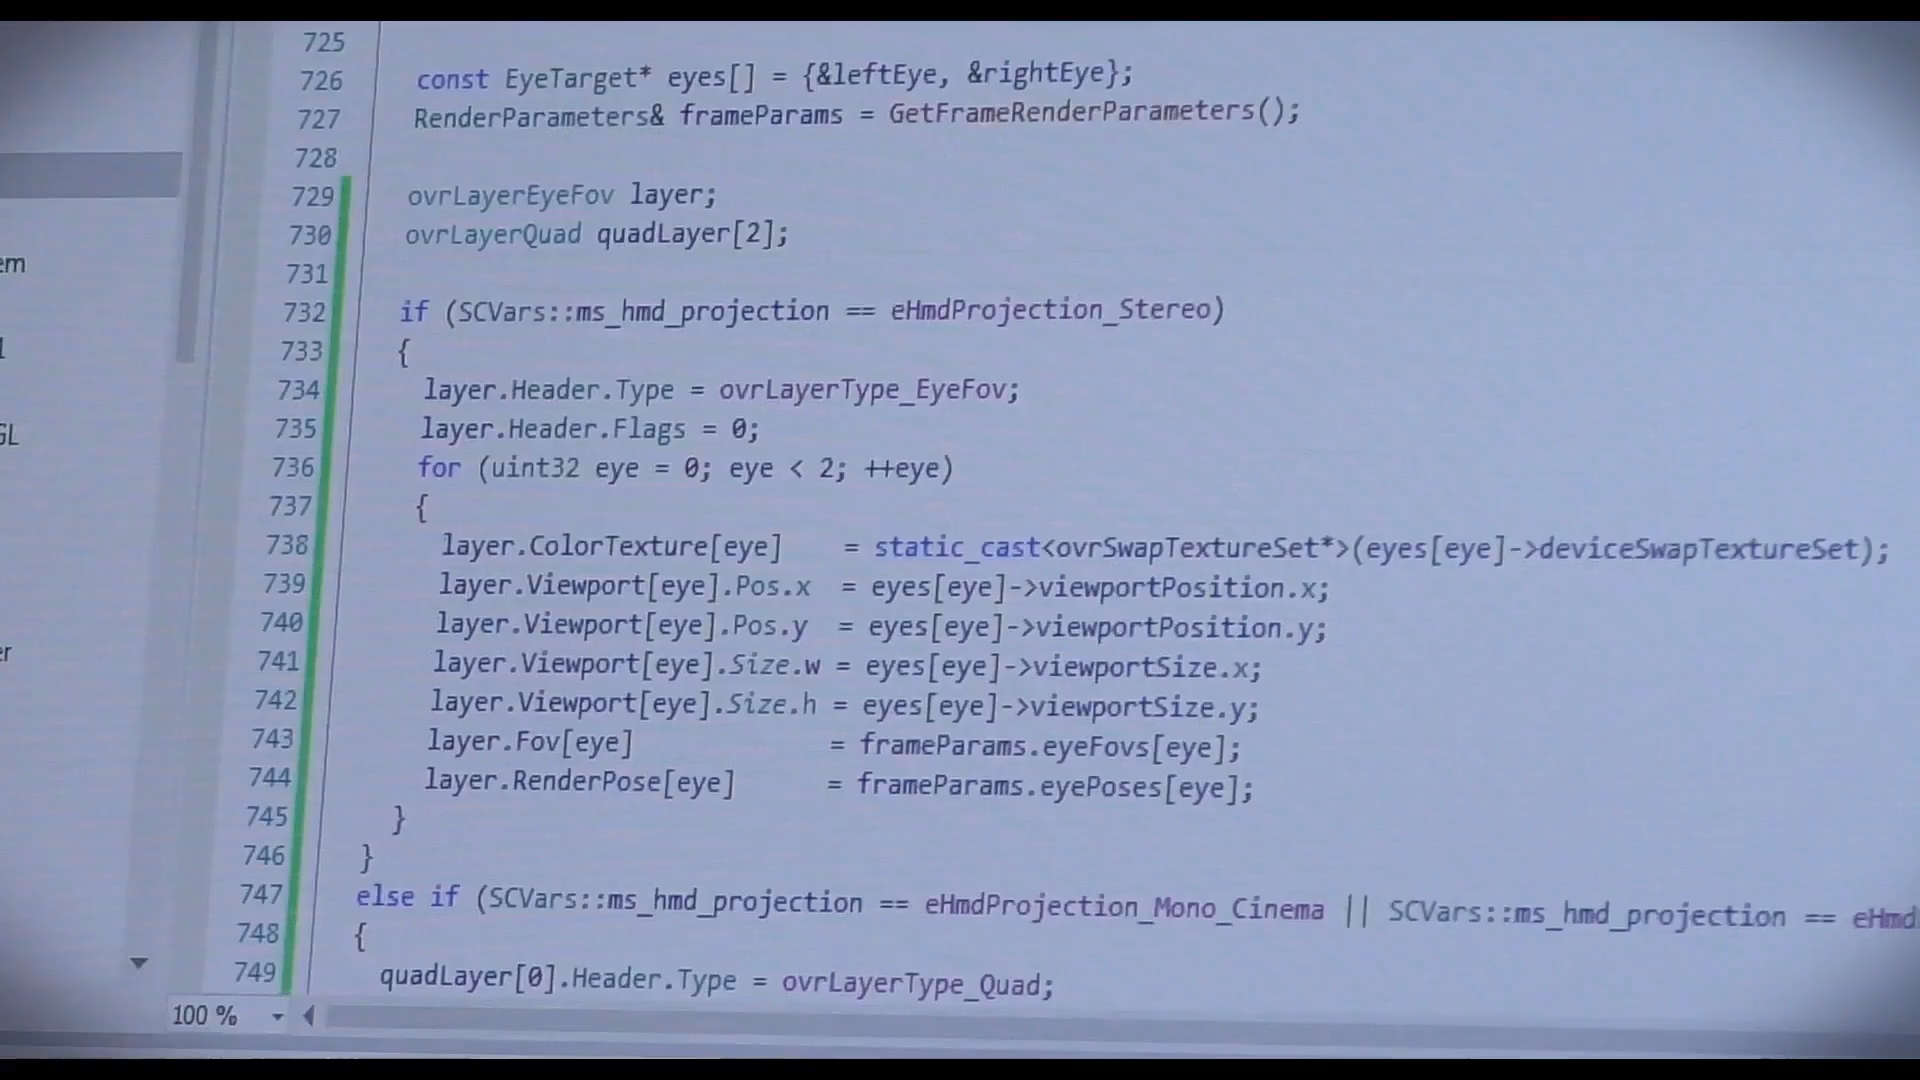 725
726 const EyeTarget* eyes[] = {&leftEye, &rightEye};
727 RenderParameters& frameParams = GetFrameRenderParameters();
728
729 ovrLayerEyeFov layer;
730 ovrLayerQuad quadLayer[2];
731
732 if (SCVars::ms_hmd_projection == eHmdProjection_Stereo)
733 {
734 layer.Header.Type = ovrLayerType_EyeFov;
735 layer.Header.Flags = 0;
736 for (uint32 eye = 0; eye < 2; ++eye)
737 {
738 layer.ColorTexture[eye] = static_cast<ovrSwapTextureSet*>(eyes[eye]->deviceSwapTextureSet);
739 layer.Viewport[eye].Pos.x = eyes[eye]->viewportPosition.x;
740 layer.Viewport[eye].Pos.y = eyes[eye]->viewportPosition.y;
741 layer.Viewport[eye].Size.w = eyes[eye]->viewportSize.x;
742 layer.Viewport[eye].Size.h = eyes[eye]->viewportSize.y;
743 layer.Fov[eye] = frameParams.eyeFovs[eye];
744 layer.RenderPose[eye] = frameParams.eyePoses[eye];
745 }
746 }
747 else if (SCVars::ms_hmd_projection == eHmdProjection_Mono_Cinema || SCVars::ms_hmd_projection == eHmd
748 {
749 quadLayer[0].Header.Type = ovrLayerType_Quad;
100 %
em
GL
er